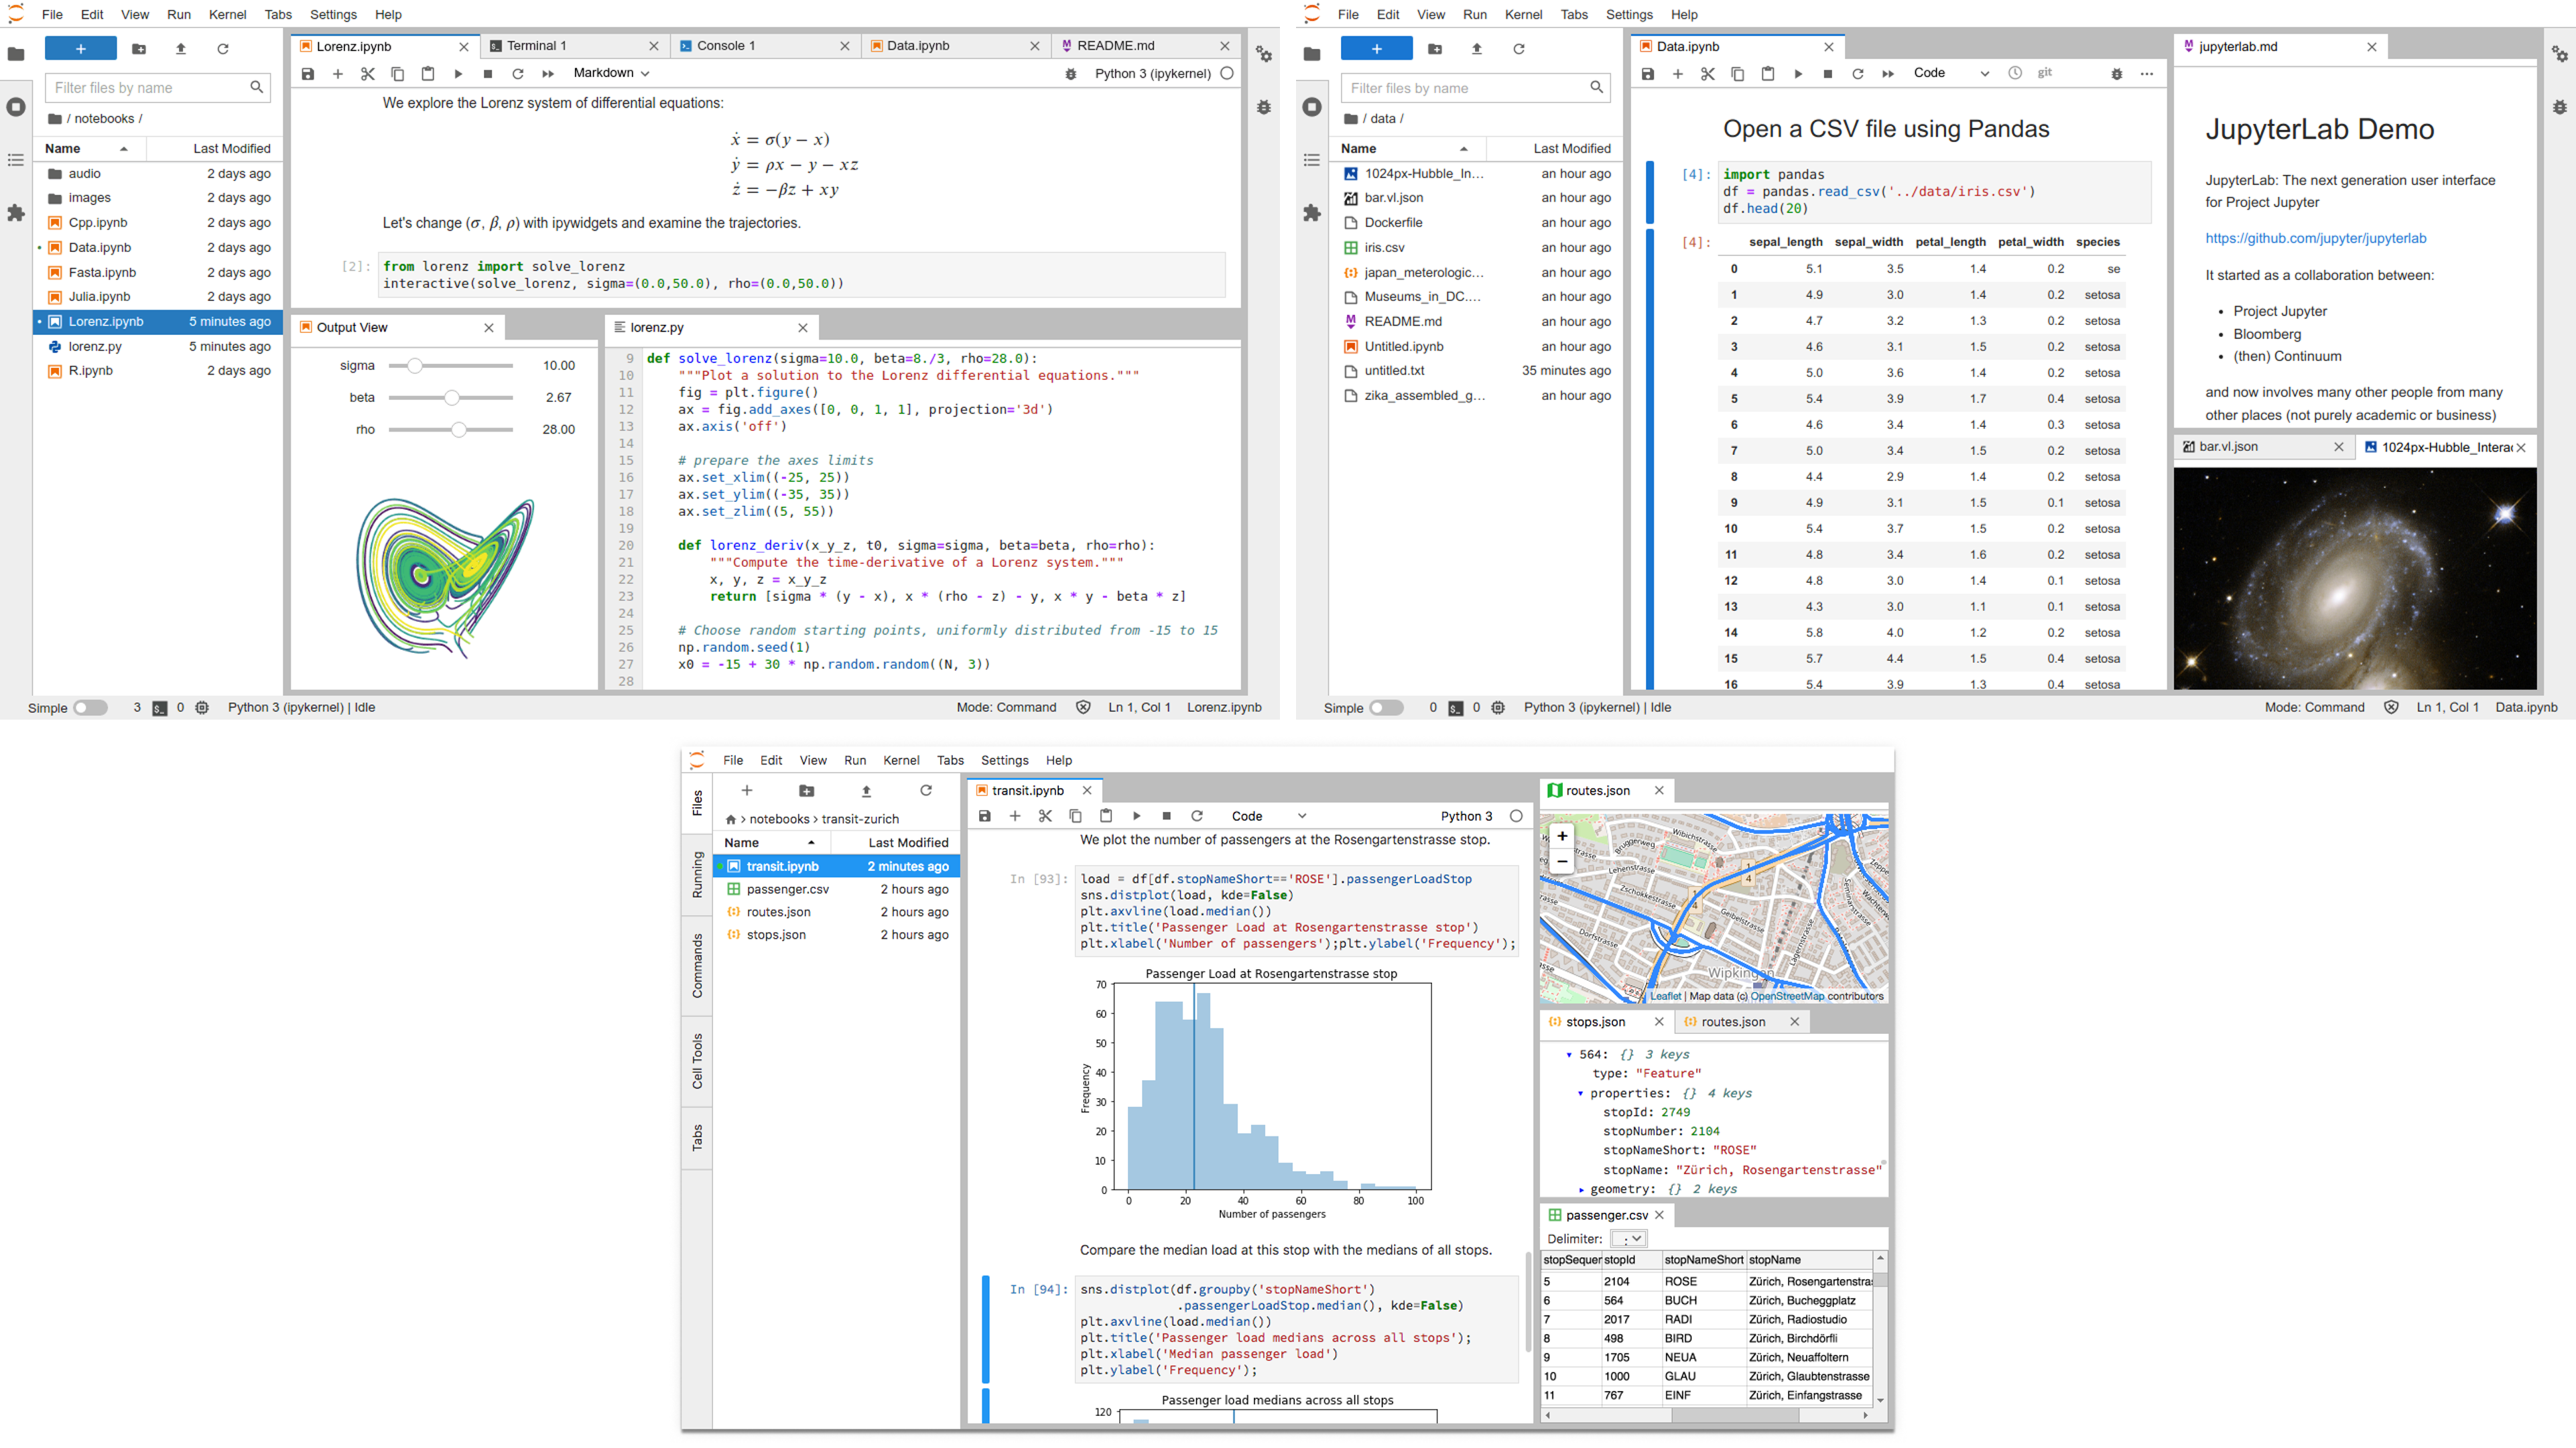 File Edit View Run Kernel Tabs Settings Help
Filter files by name
/ notebooks /
Name Last Modified
audio 2 days ago
images 2 days ago
Cpp.ipynb 2 days ago
Data.ipynb 2 days ago
Fasta.ipynb 2 days ago
Julia.ipynb 2 days ago
Lorenz.ipynb 5 minutes ago
lorenz.py 5 minutes ago
R.ipynb 2 days ago
Lorenz.ipynb Terminal 1 Console 1 Data.ipynb README.md
Markdown Python 3 (ipykernel)
We explore the Lorenz system of differential equations:
ẋ = σ(y − x)
ẏ = ρx − y − xz
ż = −βz + xy
Let's change (σ, β, ρ) with ipywidgets and examine the trajectories.
[2]: from lorenz import solve_lorenz
interactive(solve_lorenz, sigma=(0.0,50.0), rho=(0.0,50.0))
Output View
sigma 10.00
beta 2.67
rho 28.00
lorenz.py
9 def solve_lorenz(sigma=10.0, beta=8./3, rho=28.0):
10 """Plot a solution to the Lorenz differential equations."""
11 fig = plt.figure()
12 ax = fig.add_axes([0, 0, 1, 1], projection='3d')
13 ax.axis('off')
14
15 # prepare the axes limits
16 ax.set_xlim((-25, 25))
17 ax.set_ylim((-35, 35))
18 ax.set_zlim((5, 55))
19
20 def lorenz_deriv(x_y_z, t0, sigma=sigma, beta=beta, rho=rho):
21 """Compute the time-derivative of a Lorenz system."""
22 x, y, z = x_y_z
23 return [sigma * (y - x), x * (rho - z) - y, x * y - beta * z]
24
25 # Choose random starting points, uniformly distributed from -15 to 15
26 np.random.seed(1)
27 x0 = -15 + 30 * np.random.random((N, 3))
28
Simple 3 0 Python 3 (ipykernel) | Idle Mode: Command Ln 1, Col 1 Lorenz.ipynb
File Edit View Run Kernel Tabs Settings Help
Filter files by name
/ data /
Name Last Modified
1024px-Hubble_In... an hour ago
bar.vl.json an hour ago
Dockerfile an hour ago
iris.csv an hour ago
japan_meterologic... an hour ago
Museums_in_DC.... an hour ago
README.md an hour ago
Untitled.ipynb an hour ago
untitled.txt 35 minutes ago
zika_assembled_g... an hour ago
Data.ipynb
Code git ...
Open a CSV file using Pandas
[4]: import pandas
df = pandas.read_csv('../data/iris.csv')
df.head(20)
[4]: sepal_length sepal_width petal_length petal_width species
0 5.1 3.5 1.4 0.2 se
1 4.9 3.0 1.4 0.2 setosa
2 4.7 3.2 1.3 0.2 setosa
3 4.6 3.1 1.5 0.2 setosa
4 5.0 3.6 1.4 0.2 setosa
5 5.4 3.9 1.7 0.4 setosa
6 4.6 3.4 1.4 0.3 setosa
7 5.0 3.4 1.5 0.2 setosa
8 4.4 2.9 1.4 0.2 setosa
9 4.9 3.1 1.5 0.1 setosa
10 5.4 3.7 1.5 0.2 setosa
11 4.8 3.4 1.6 0.2 setosa
12 4.8 3.0 1.4 0.1 setosa
13 4.3 3.0 1.1 0.1 setosa
14 5.8 4.0 1.2 0.2 setosa
15 5.7 4.4 1.5 0.4 setosa
16 5.4 3.9 1.3 0.4 setosa
jupyterlab.md
JupyterLab Demo
JupyterLab: The next generation user interface
for Project Jupyter
https://github.com/jupyter/jupyterlab
It started as a collaboration between:
• Project Jupyter
• Bloomberg
• (then) Continuum
and now involves many other people from many
other places (not purely academic or business)
bar.vl.json 1024px-Hubble_Intera
Simple 0 0 Python 3 (ipykernel) | Idle Mode: Command Ln 1, Col 1 Data.ipynb
File Edit View Run Kernel Tabs Settings Help
Files
Running
Commands
Cell Tools
Tabs
> notebooks > transit-zurich
Name Last Modified
transit.ipynb 2 minutes ago
passenger.csv 2 hours ago
routes.json 2 hours ago
stops.json 2 hours ago
transit.ipynb
Code Python 3
We plot the number of passengers at the Rosengartenstrasse stop.
In [93]: load = df[df.stopNameShort=='ROSE'].passengerLoadStop
sns.distplot(load, kde=False)
plt.axvline(load.median())
plt.title('Passenger Load at Rosengartenstrasse stop')
plt.xlabel('Number of passengers');plt.ylabel('Frequency');
Passenger Load at Rosengartenstrasse stop
70
60
50
40
30
20
10
0
Frequency
0 20 40 60 80 100
Number of passengers
Compare the median load at this stop with the medians of all stops.
In [94]: sns.distplot(df.groupby('stopNameShort')
.passengerLoadStop.median(), kde=False)
plt.axvline(load.median())
plt.title('Passenger load medians across all stops');
plt.xlabel('Median passenger load')
plt.ylabel('Frequency');
Passenger load medians across all stops
120
routes.json
+
−
Wibichstrasse
Bruggerweg
Lehenstrasse
Zschokkestrasse
Geibelstrasse
Dorfstrasse
Lägernstrasse
4
4
Wipkingen
Leaflet | Map data (c) OpenStreetMap contributors
stops.json routes.json
564: {} 3 keys
type: "Feature"
properties: {} 4 keys
stopId: 2749
stopNumber: 2104
stopNameShort: "ROSE"
stopName: "Zürich, Rosengartenstrasse"
geometry: {} 2 keys
passenger.csv
Delimiter: ;
stopSequer stopId stopNameShort stopName
5 2104 ROSE Zürich, Rosengartenstra
6 564 BUCH Zürich, Bucheggplatz
7 2017 RADI Zürich, Radiostudio
8 498 BIRD Zürich, Birchdörfli
9 1705 NEUA Zürich, Neuaffoltern
10 1000 GLAU Zürich, Glaubtenstrasse
11 767 EINF Zürich, Einfangstrasse